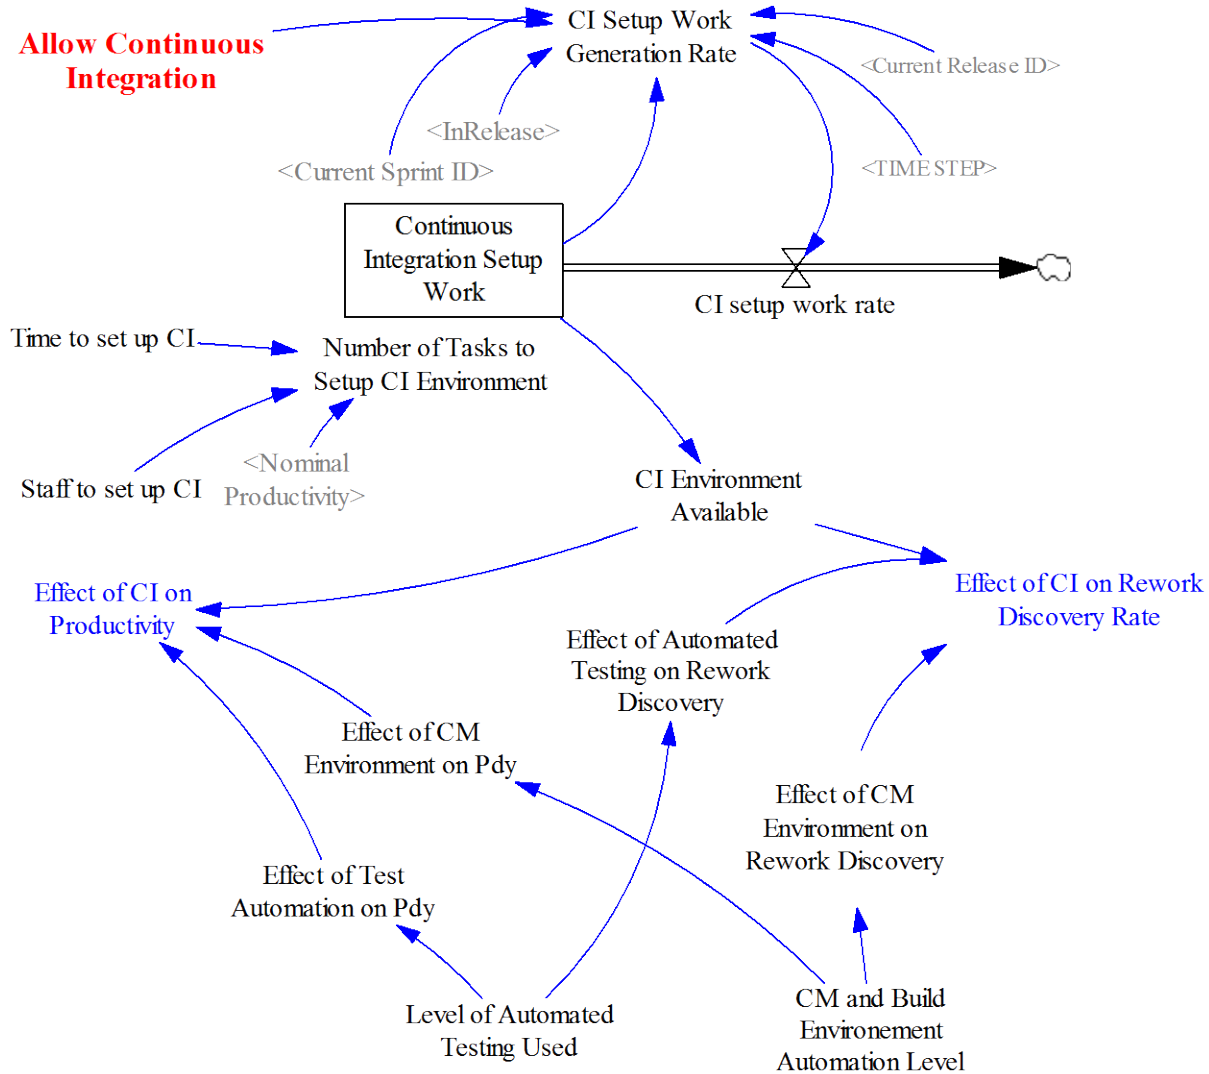 CI Setup Work
Generation Rate
Allow Continuous
Integration
<Current Release ID>
<InRelease>
<Current Sprint ID>
<TIME STEP>
Continuous
Integration Setup
Work
CI setup work rate
Time to set up CI
Number of Tasks to
Setup CI Environment
<Nominal
Productivity>
Staff to set up CI
CI Environment
Available
Effect of CI on
Productivity
Effect of CI on Rework
Discovery Rate
Effect of Automated
Testing on Rework
Discovery
Effect of CM
Environment on Pdy
Effect of CM
Environment on
Rework Discovery
Effect of Test
Automation on Pdy
Level of Automated
Testing Used
CM and Build
Environement
Automation Level